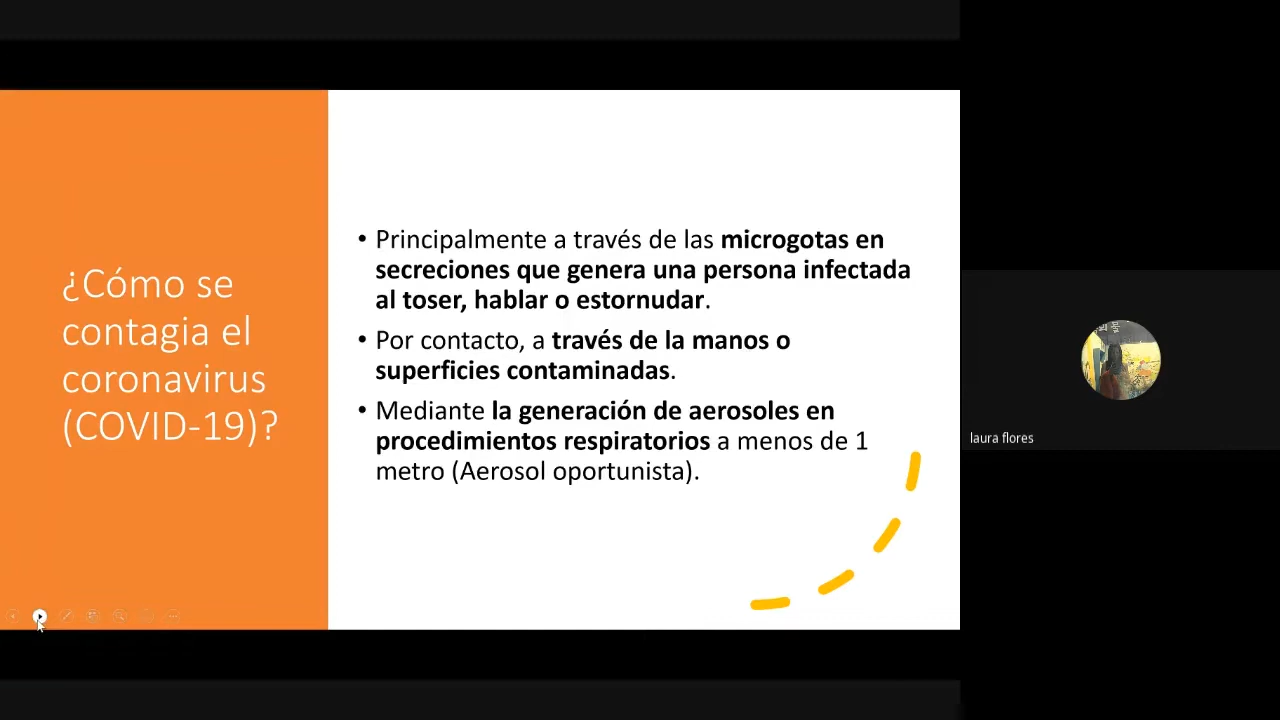 ¿Cómo se
contagia el
coronavirus
(COVID-19)?
• Principalmente a través de las microgotas en
secreciones que genera una persona infectada
al toser, hablar o estornudar.
• Por contacto, a través de la manos o
superficies contaminadas.
• Mediante la generación de aerosoles en
procedimientos respiratorios a menos de 1
metro (Aerosol oportunista).
laura flores